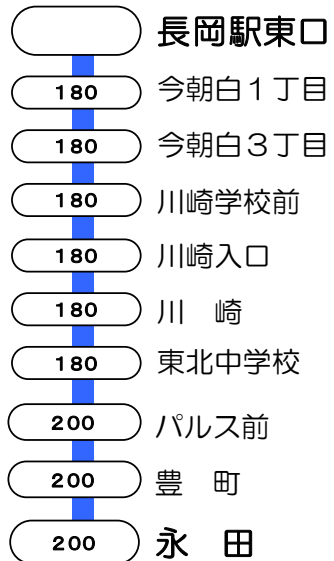 長岡駅東口
180 今朝白１丁目
180 今朝白３丁目
180 川崎学校前
180 川崎入口
180 川　崎
180 東北中学校
200 パルス前
200 豊　町
200 永　田